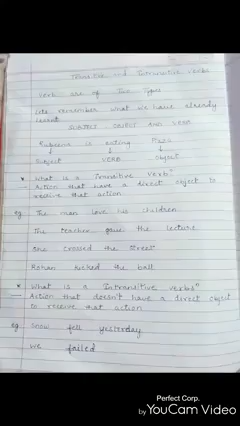 Transitive and Intransitive verbs
Verb are of Two Types
Lets remember what we have already
learnt
SUBJECT OBJECT AND VERB
Supreme is eating Pizza
Subject VERB Object
* What is a Transitive verb"
Action that have a direct object to
receive that action
eg The man love his children.
The teacher gave the lecture
She crossed the street
Rohan kicked the ball
* What is a Intransitive verbs"
Action that doesn't have a direct object
to receive that action
eg snow fell yesterday
we failed
Perfect Corp.
by YouCam Video